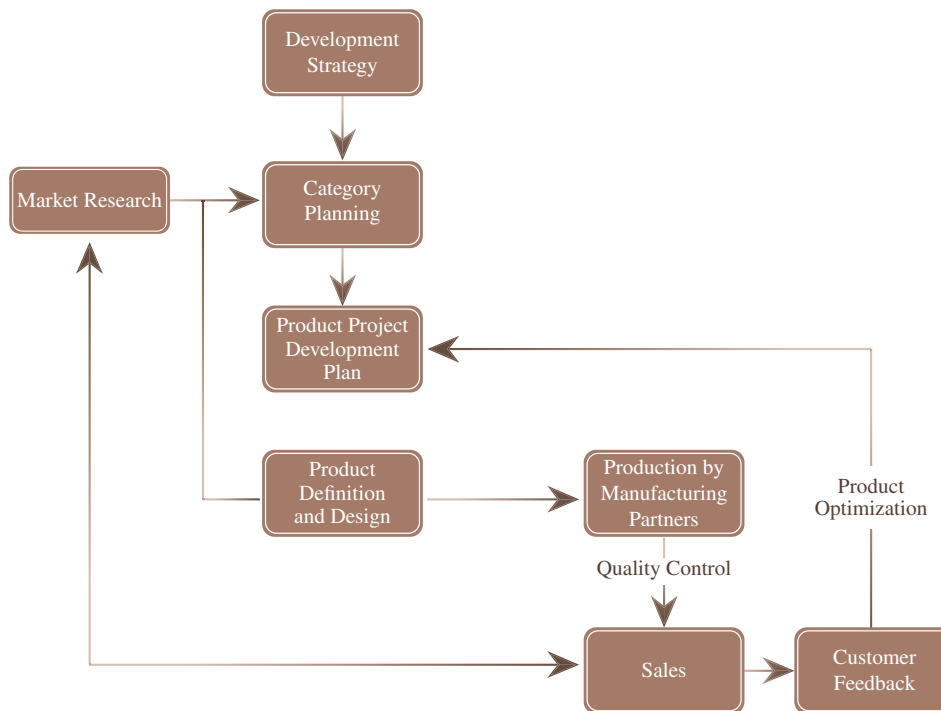 Development
Strategy
Market Research
Category
Planning
Product Project
Development
Plan
Product
Definition
and Design
Production by
Manufacturing
Partners
Product
Optimization
Quality Control
Sales
Customer
Feedback